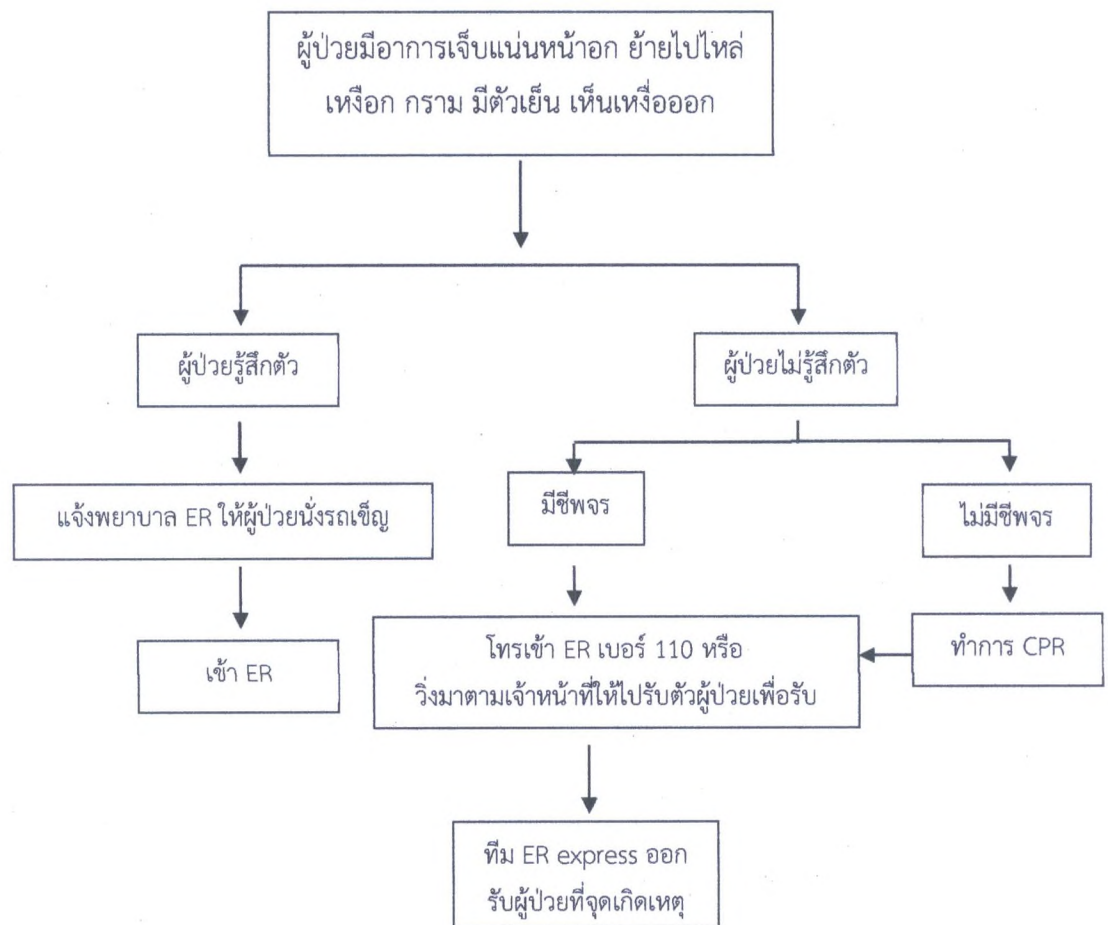 ผู้ป่วยมีอาการเจ็บแน่นหน้าอก ย้ายไปไหล่
เหงือก กราม มีตัวเย็น เห็นเหงื่อออก
ผู้ป่วยรู้สึกตัว
ผู้ป่วยไม่รู้สึกตัว
แจ้งพยาบาล ER ให้ผู้ป่วยนั่งรถเข็ญ
มีชีพจร
ไม่มีชีพจร
เข้า ER
โทรเข้า ER เบอร์ 110 หรือ
วิ่งมาตามเจ้าหน้าที่ให้ไปรับตัวผู้ป่วยเพื่อรับ
ทำการ CPR
ทีม ER express ออก
รับผู้ป่วยที่จุดเกิดเหตุ